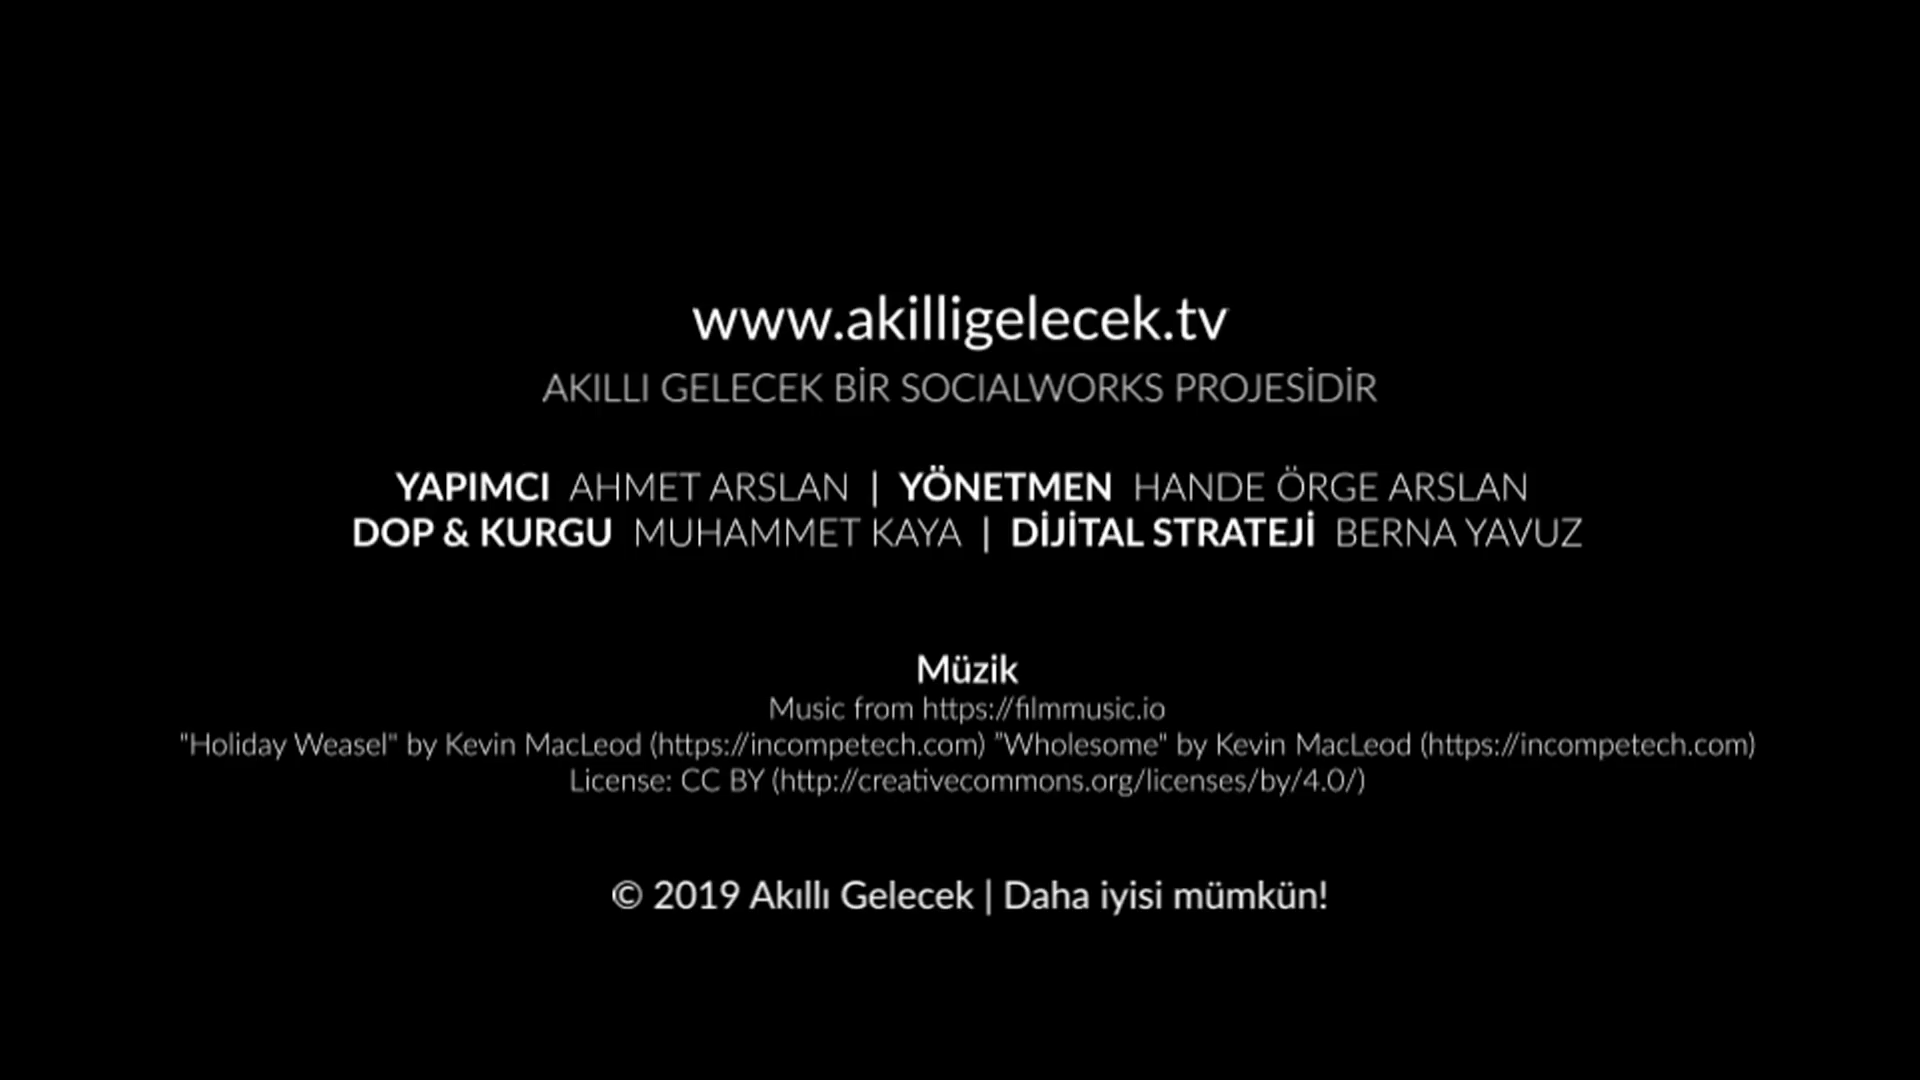 www.akilligelecek.tv
AKILLI GELECEK BİR SOCIALWORKS PROJESİDİR
YAPIMCI AHMET ARSLAN | YÖNETMEN HANDE ÖRGE ARSLAN
DOP & KURGU MUHAMMET KAYA | DİJİTAL STRATEJİ BERNA YAVUZ
Müzik
Music from https://filmmusic.io
"Holiday Weasel" by Kevin MacLeod (https://incompetech.com) "Wholesome" by Kevin MacLeod (https://incompetech.com)
License: CC BY (http://creativecommons.org/licenses/by/4.0/)
© 2019 Akıllı Gelecek | Daha iyisi mümkün!